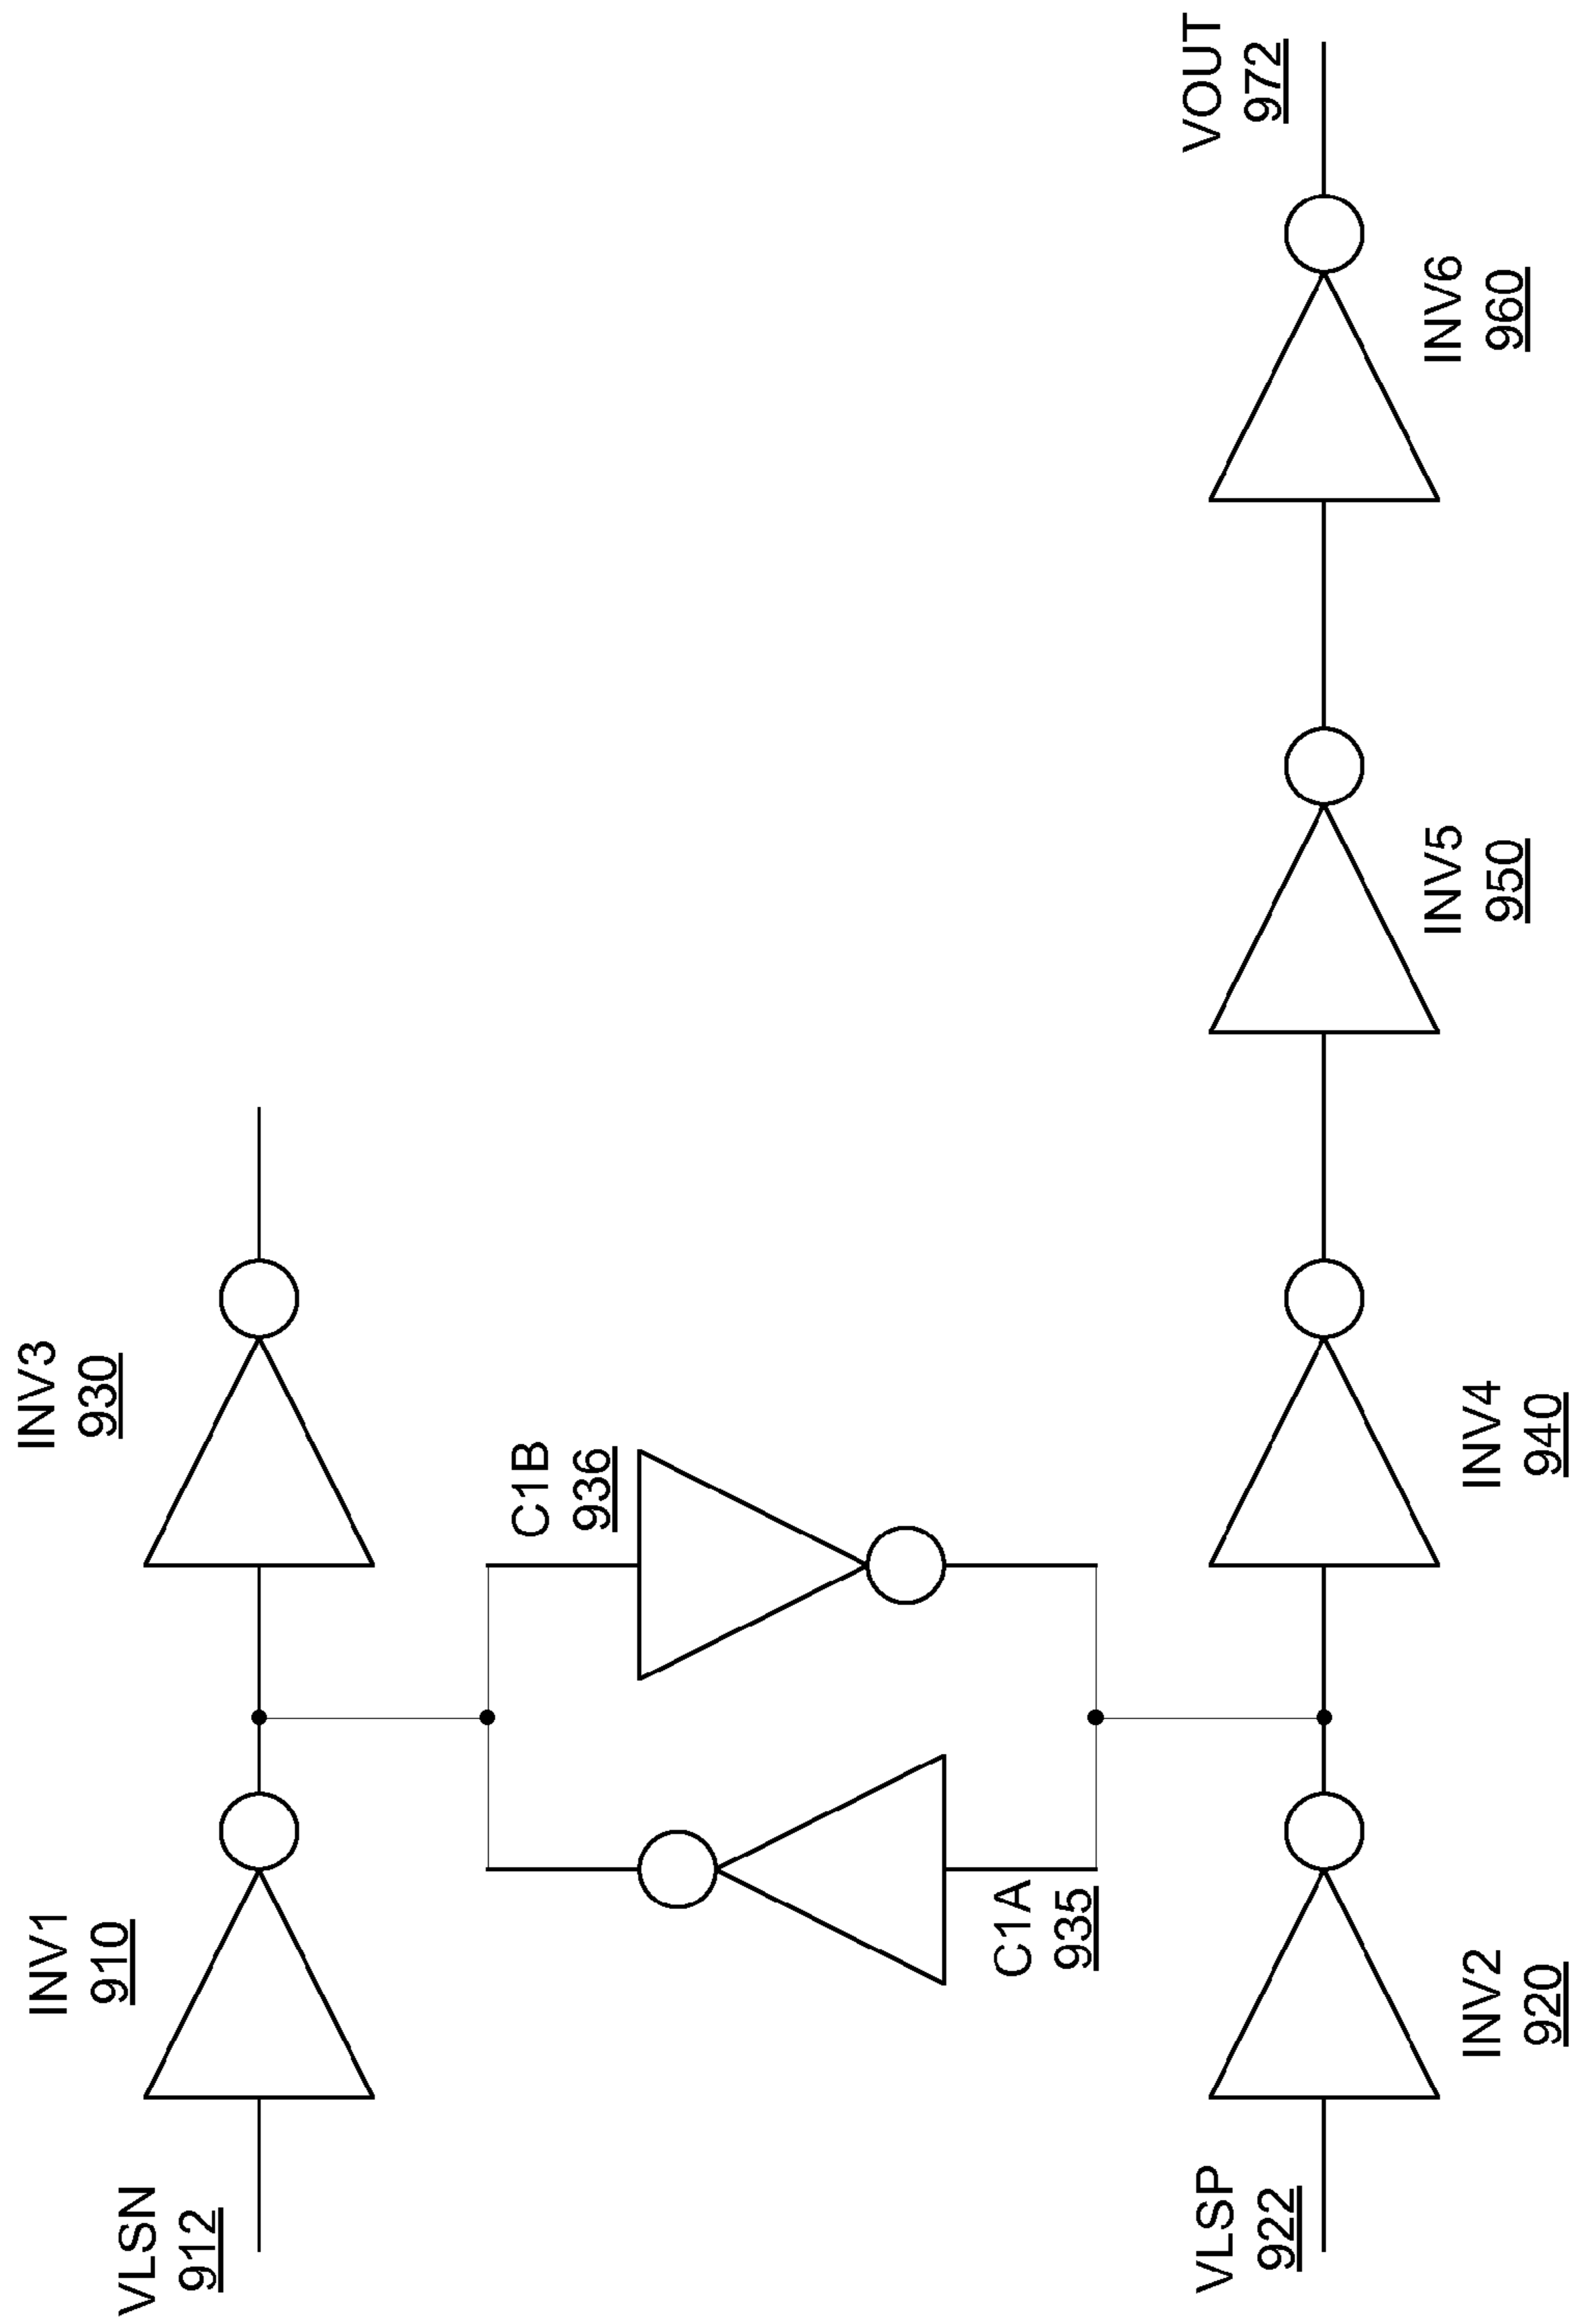 VLSN
912
INV1
910
INV3
930
C1A
935
C1B
936
VLSP
922
INV2
920
INV4
940
INV5
950
INV6
960
VOUT
972